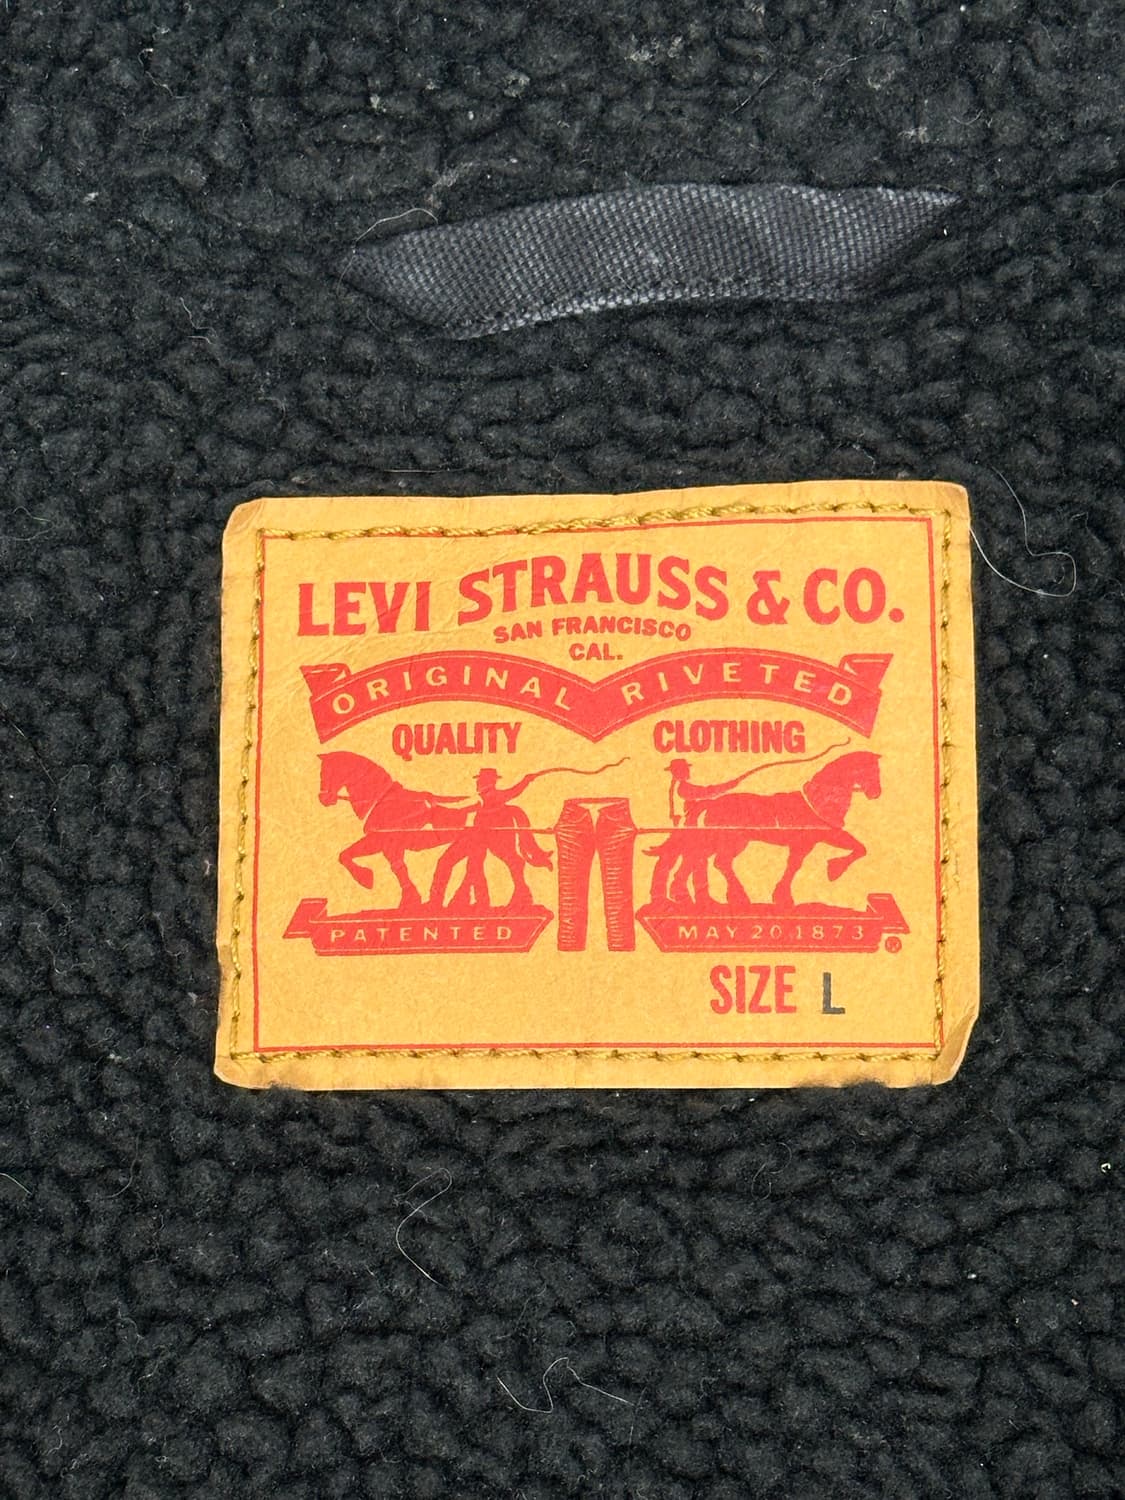 LEVI STRAUSS & CO.
SAN FRANCISCO
CAL.
ORIGINAL RIVETED
QUALITY CLOTHING
PATENTED MAY 20 1873 ®
SIZE L